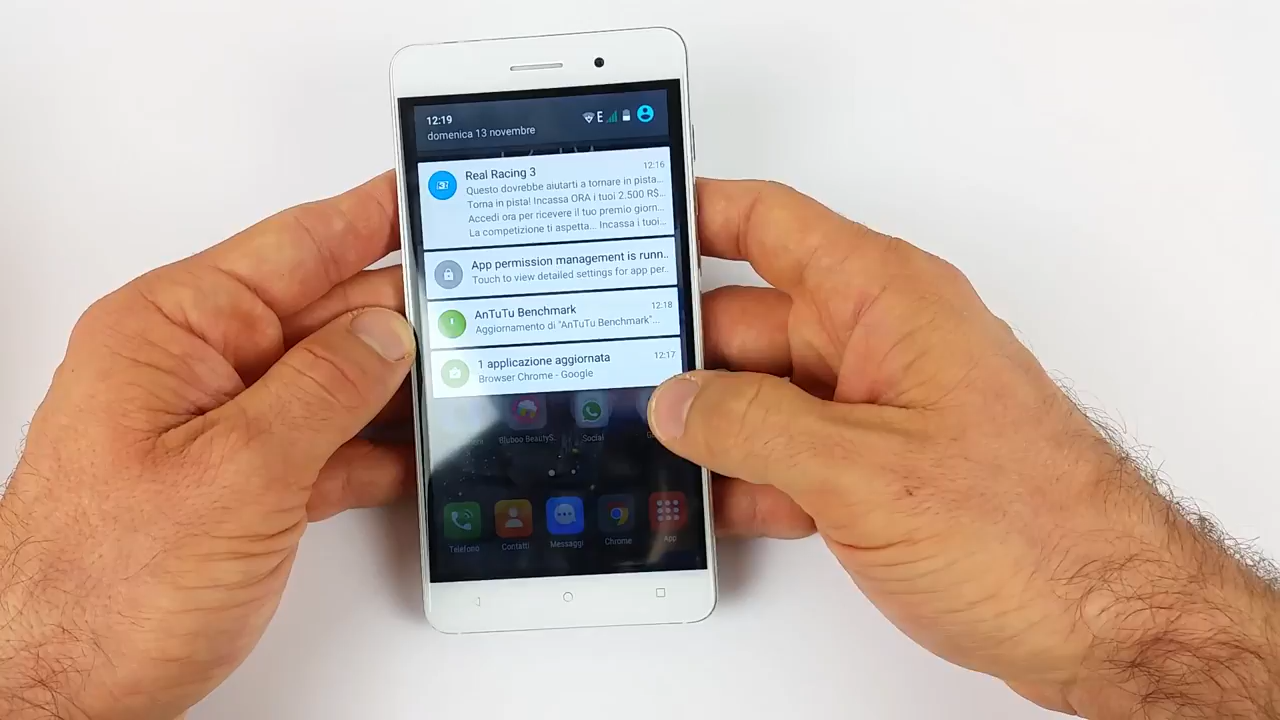 12:19
E
domenica 13 novembre
Real Racing 3
12:16
Questo dovrebbe aiutarti a tornare in pista...
Torna in pista! Incassa ORA i tuoi 2.500 R$...
Accedi ora per ricevere il tuo premio giorn...
La competizione ti aspetta... Incassa i tuoi...
App permission management is runn..
Touch to view detailed settings for app per..
AnTuTu Benchmark
12:18
Aggiornamento di "AnTuTu Benchmark"...
1 applicazione aggiornata
12:17
Browser Chrome - Google
Bluboo BeautyS..
Social
Telefono
Contatti
Messaggi
Chrome
App